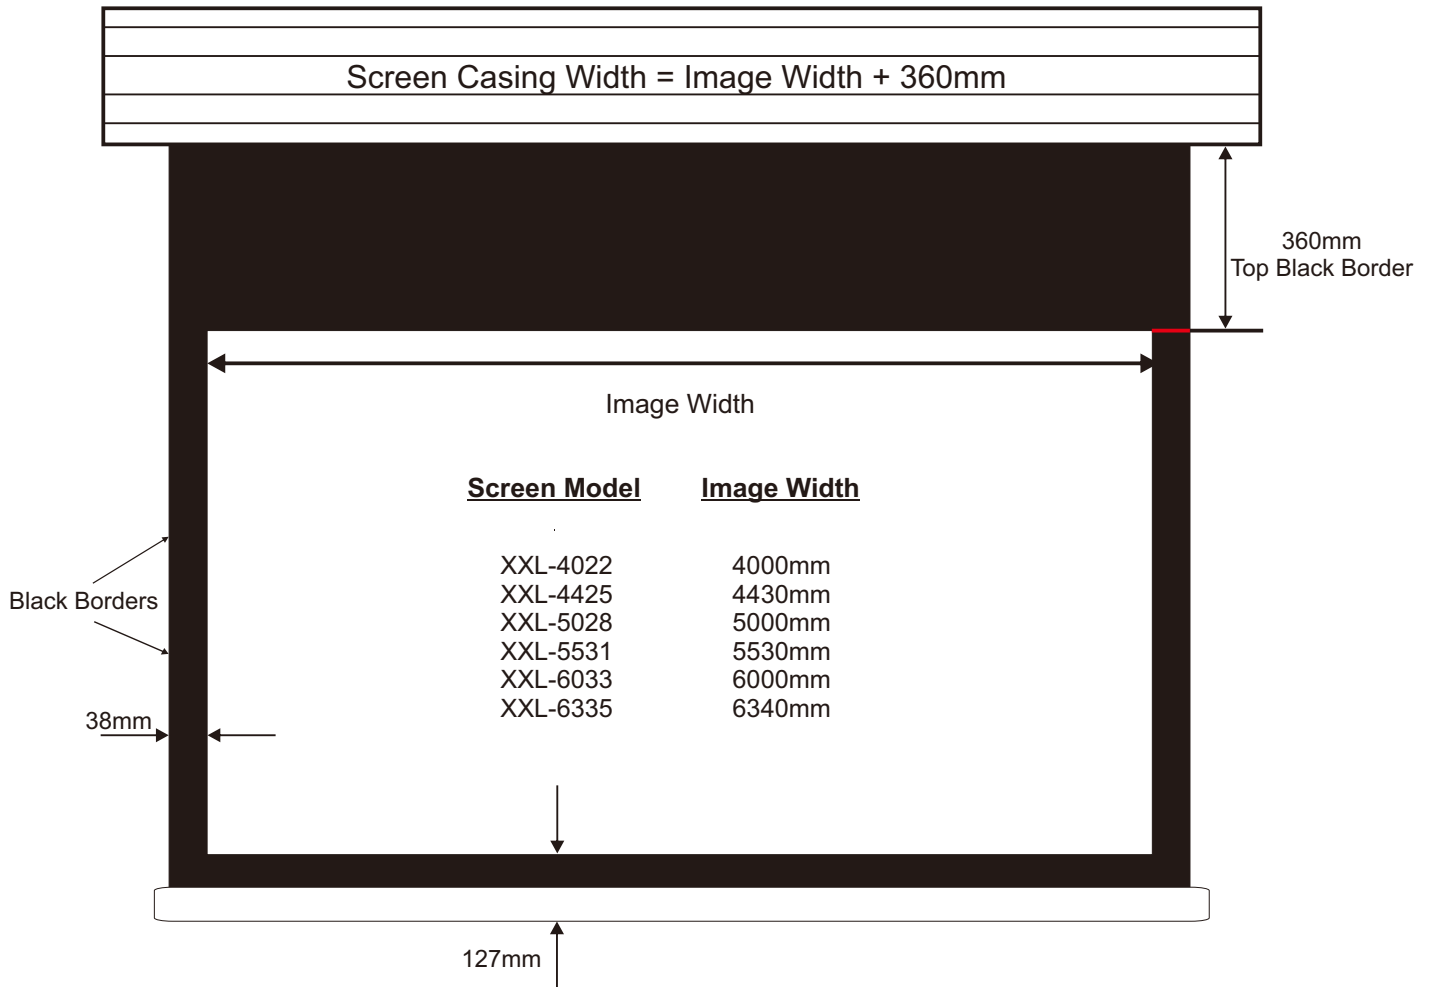 Screen Casing Width = Image Width + 360mm
360mm
Top Black Border
Image Width
Screen Model Image Width
XXL-4022 4000mm
XXL-4425 4430mm
XXL-5028 5000mm
XXL-5531 5530mm
XXL-6033 6000mm
XXL-6335 6340mm
Black Borders
38mm
127mm